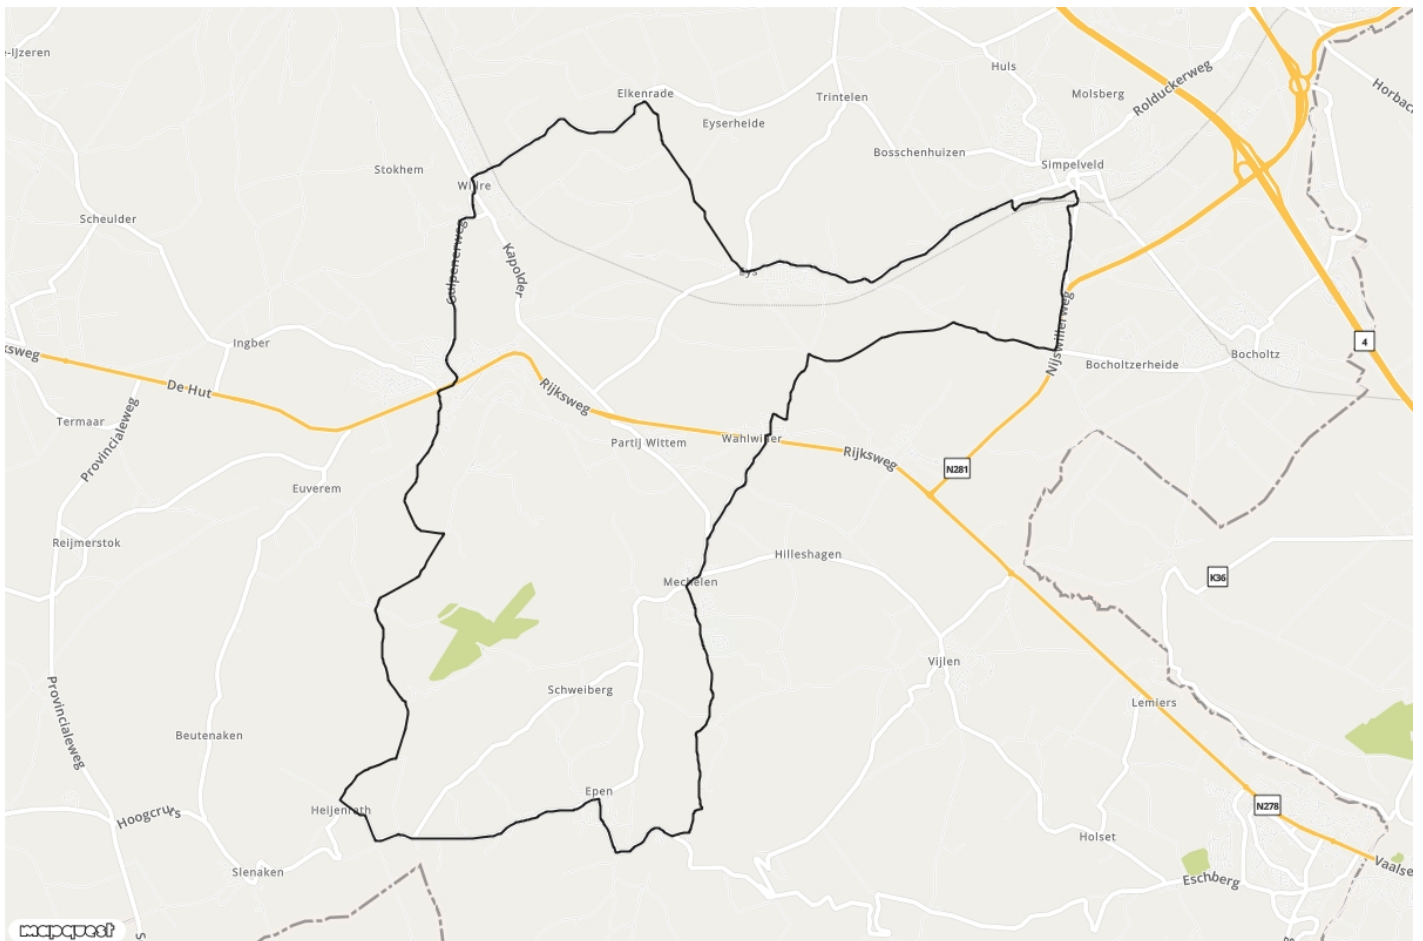 e-IJzeren
Elkenrade
Eyserheide
Trintelen
Huls
Molsberg
Rolduckerweg
Horbach
Bosschenhuizen
Simpelveld
Stokhem
Wijlre
Scheulder
Gulpenerweg
Kapolder
Eys
Nijswillerweg
Ingber
ksweg
De Hut
Rijksweg
Bocholtz
Bocholtzerheide
4
Termaar
Provincialeweg
Partij Wittem
Wahlwiller
Rijksweg
N281
Euverem
Reijmerstok
Hilleshagen
K36
Mechelen
Vijlen
Schweiberg
Lemiers
Provincialeweg
Beutenaken
Epen
Heijenrath
Hoogcruts
N278
Holset
Slenaken
Eschberg
Vaalse
mapquest
S